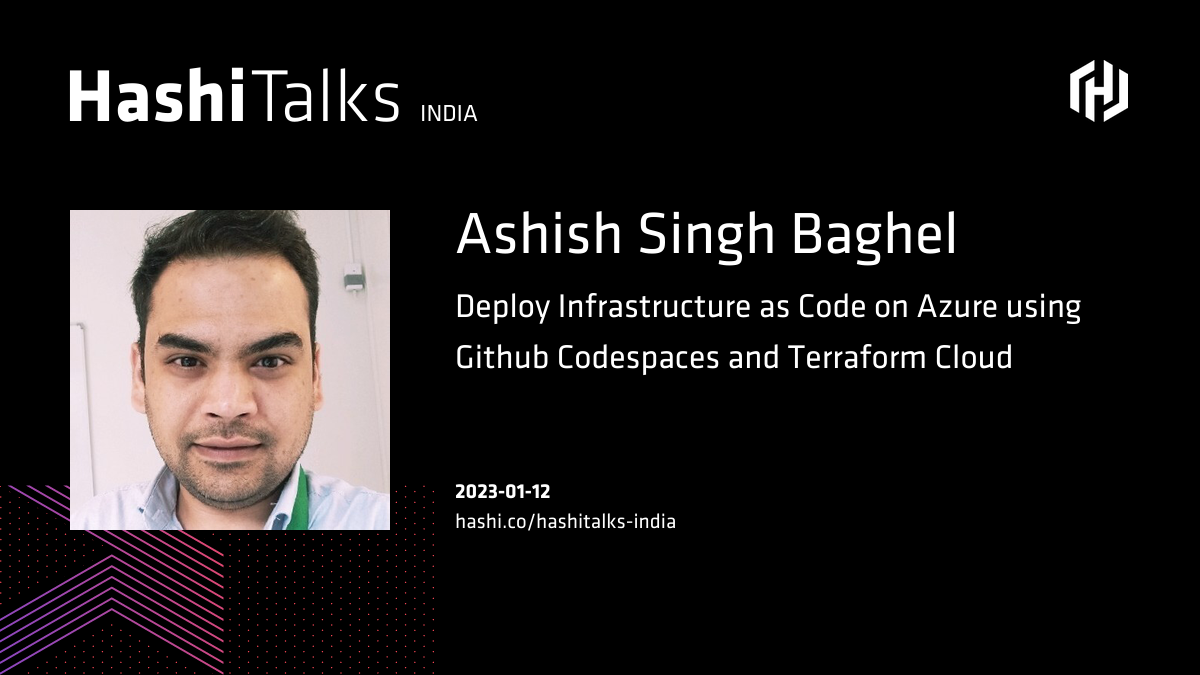 HashiTalks INDIA
Ashish Singh Baghel
Deploy Infrastructure as Code on Azure using
Github Codespaces and Terraform Cloud
2023-01-12
hashi.co/hashitalks-india